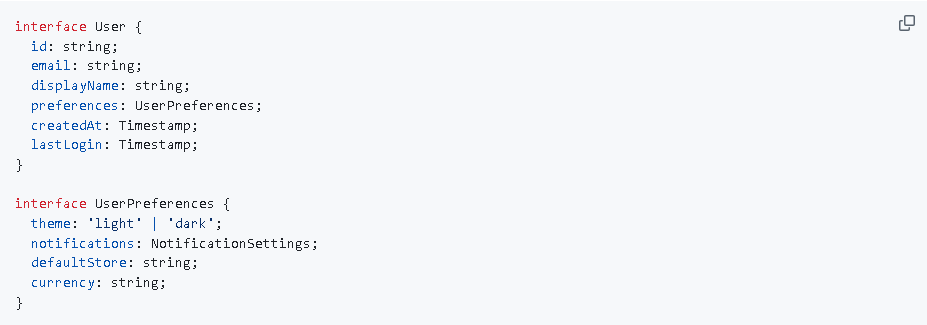 interface User {
  id: string;
  email: string;
  displayName: string;
  preferences: UserPreferences;
  createdAt: Timestamp;
  lastLogin: Timestamp;
}

interface UserPreferences {
  theme: 'light' | 'dark';
  notifications: NotificationSettings;
  defaultStore: string;
  currency: string;
}